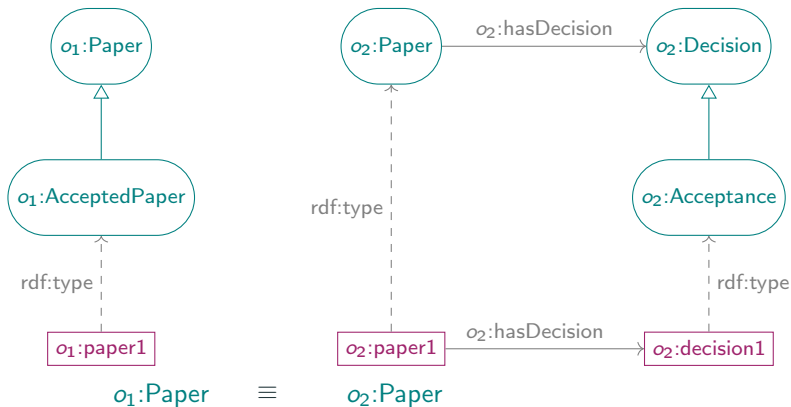 o₁:Paper
o₂:Paper
o₂:hasDecision
o₂:Decision
o₁:AcceptedPaper
rdf:type
o₂:Acceptance
rdf:type
rdf:type
o₁:paper1
o₂:paper1
o₂:hasDecision
o₂:decision1
o₁:Paper ≡ o₂:Paper